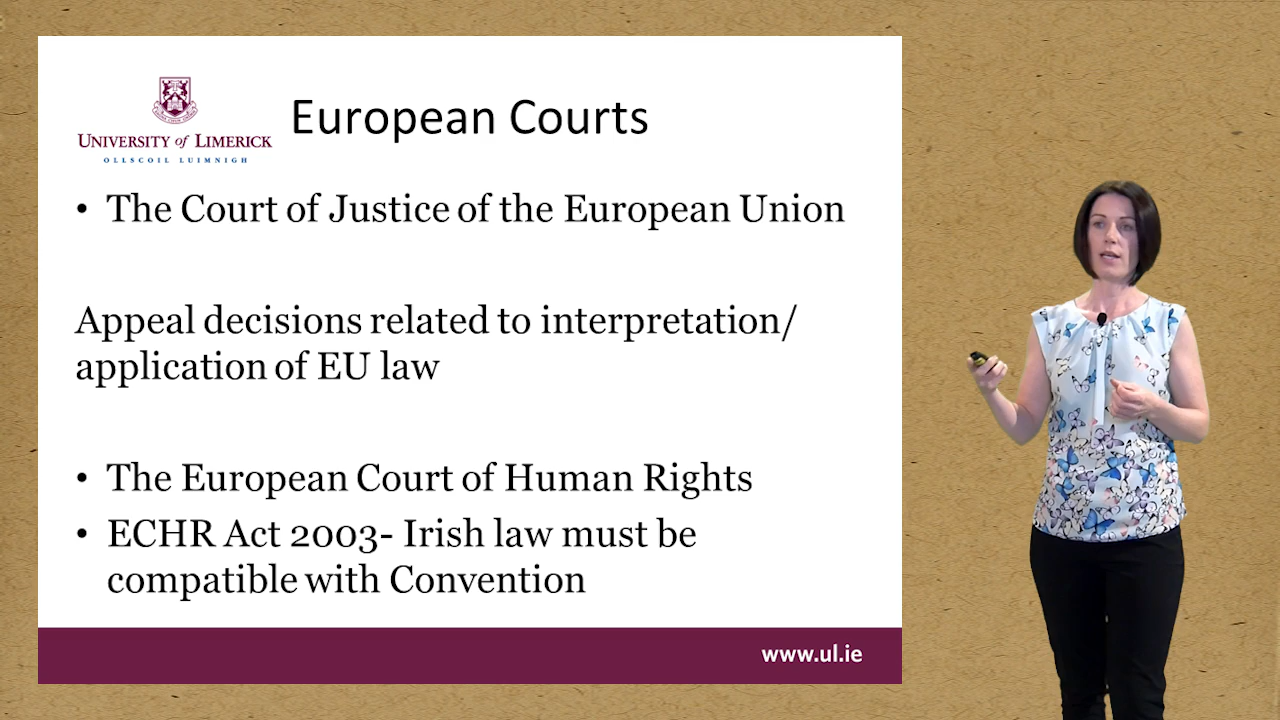 UNIVERSITY of LIMERICK
OLLSCOIL LUIMNIGH
European Courts
• The Court of Justice of the European Union
Appeal decisions related to interpretation/
application of EU law
• The European Court of Human Rights
• ECHR Act 2003- Irish law must be
compatible with Convention
www.ul.ie